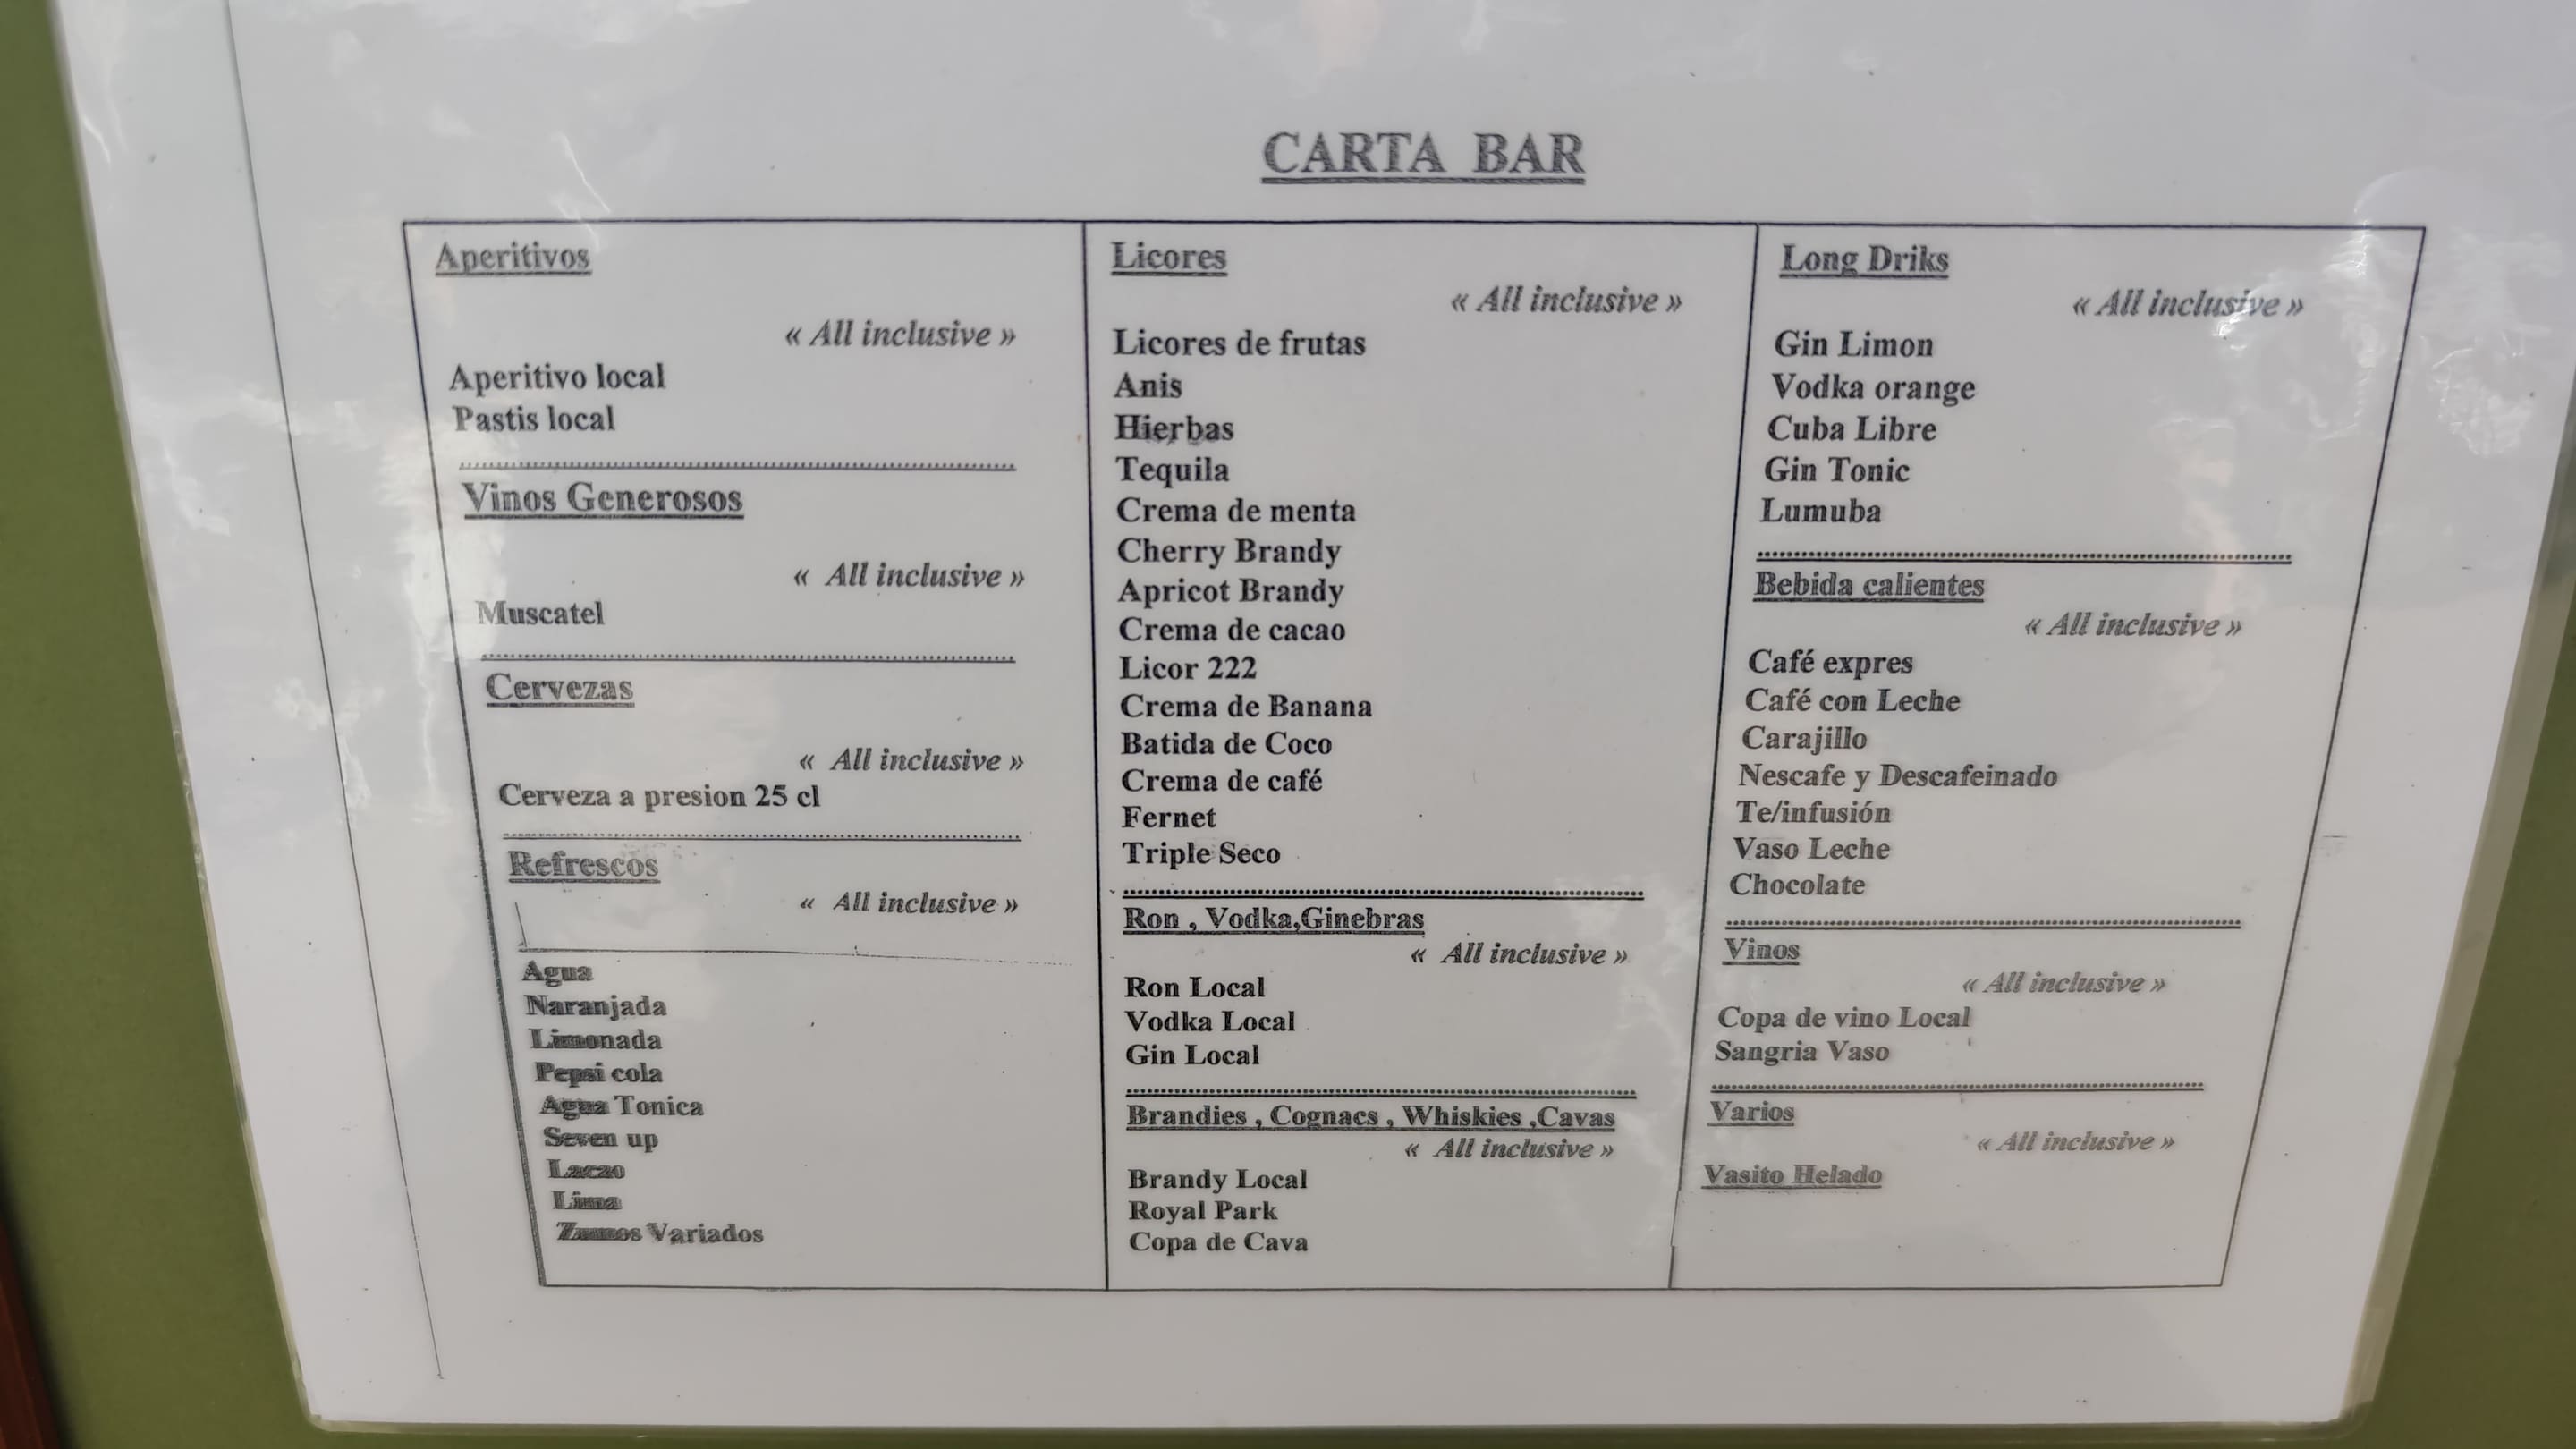 CARTA BAR
Aperitivos
« All inclusive »
Aperitivo local
Pastis local
Vinos Generosos
« All inclusive »
Muscatel
Cervezas
« All inclusive »
Cerveza a presion 25 cl
Refrescos
« All inclusive »
Agua
Naranjada
Limonada
Pepsi cola
Agua Tonica
Seven up
Lacao
Lima
Zumos Variados
Licores
« All inclusive »
Licores de frutas
Anis
Hierbas
Tequila
Crema de menta
Cherry Brandy
Apricot Brandy
Crema de cacao
Licor 222
Crema de Banana
Batida de Coco
Crema de café
Fernet
Triple Seco
Ron , Vodka,Ginebras
« All inclusive »
Ron Local
Vodka Local
Gin Local
Brandies , Cognacs , Whiskies ,Cavas
« All inclusive »
Brandy Local
Royal Park
Copa de Cava
Long Driks
« All inclusive »
Gin Limon
Vodka orange
Cuba Libre
Gin Tonic
Lumuba
Bebida calientes
« All inclusive »
Café expres
Café con Leche
Carajillo
Nescafe y Descafeinado
Te/infusión
Vaso Leche
Chocolate
Vinos
« All inclusive »
Copa de vino Local
Sangria Vaso
Varios
« All inclusive »
Vasito Helado